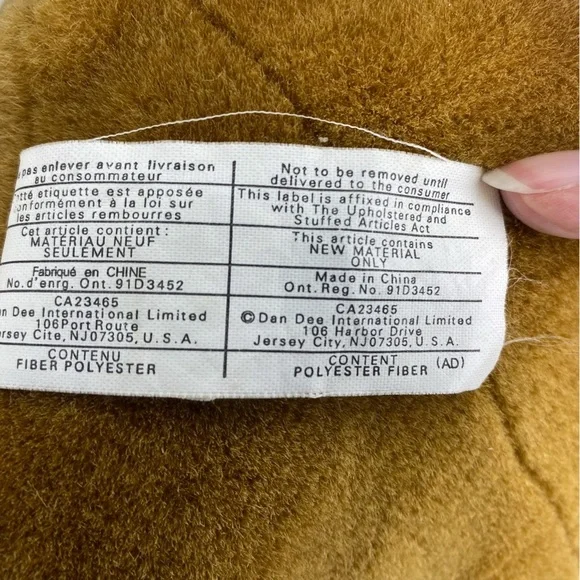 pas enlever avant livraison
au consommateur
etté etiquette est apposée
conformément à la loi sur
les articles rembourres
Cet article contient:
MATÉRIAU NEUF
SEULEMENT
Fabriqué en CHINE
No.d'enrg. Ont. 91D3452
CA23465
Dan Dee International Limited
106Port Route
Jersey City,NJ07305,U.S.A.
CONTENU
FIBER POLYESTER
Not to be removed until
delivered to the consumer
This label is affixed in compliance
with The Upholstered and
Stuffed Articles Act
This article contains
NEW MATERIAL
ONLY
Made in China
Ont.Reg.No. 91D3452
CA23465
©Dan Dee International Limited
106 Harbor Drive
Jersey City,NJ07305,U.S.A.
CONTENT
POLYESTER FIBER (AD)